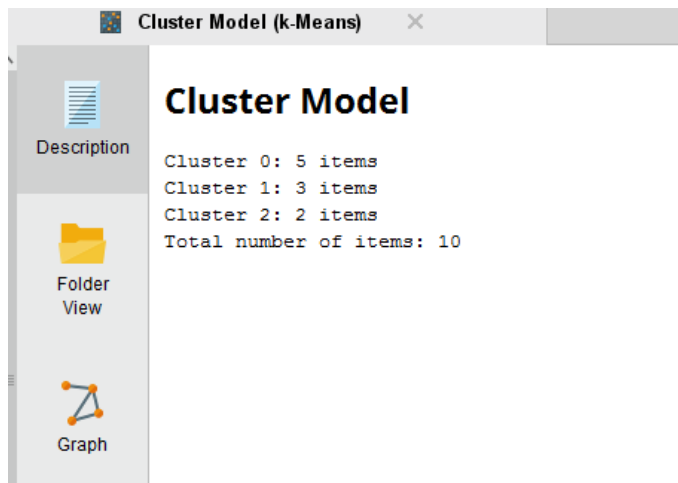 Cluster Model (k-Means)
Cluster Model
Description
Cluster 0: 5 items
Cluster 1: 3 items
Cluster 2: 2 items
Total number of items: 10
Folder
View
Graph